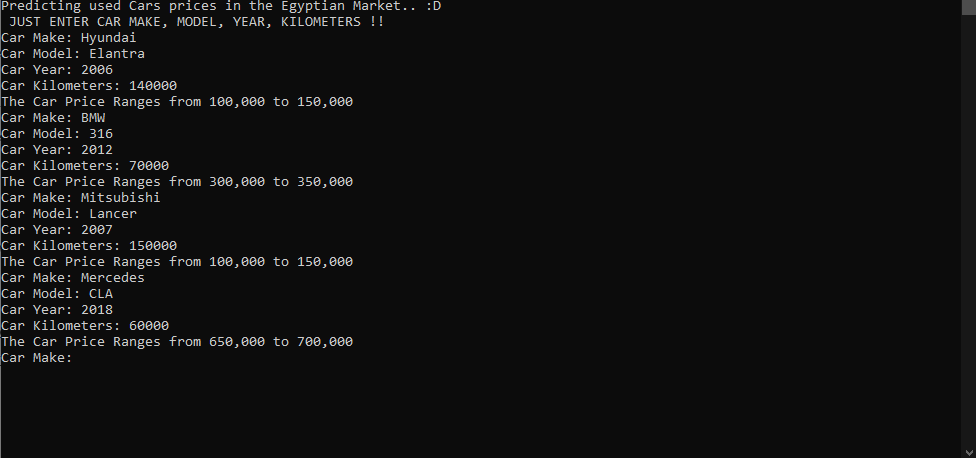 Predicting used Cars prices in the Egyptian Market.. :D
JUST ENTER CAR MAKE, MODEL, YEAR, KILOMETERS !!
Car Make: Hyundai
Car Model: Elantra
Car Year: 2006
Car Kilometers: 140000
The Car Price Ranges from 100,000 to 150,000
Car Make: BMW
Car Model: 316
Car Year: 2012
Car Kilometers: 70000
The Car Price Ranges from 300,000 to 350,000
Car Make: Mitsubishi
Car Model: Lancer
Car Year: 2007
Car Kilometers: 150000
The Car Price Ranges from 100,000 to 150,000
Car Make: Mercedes
Car Model: CLA
Car Year: 2018
Car Kilometers: 60000
The Car Price Ranges from 650,000 to 700,000
Car Make: